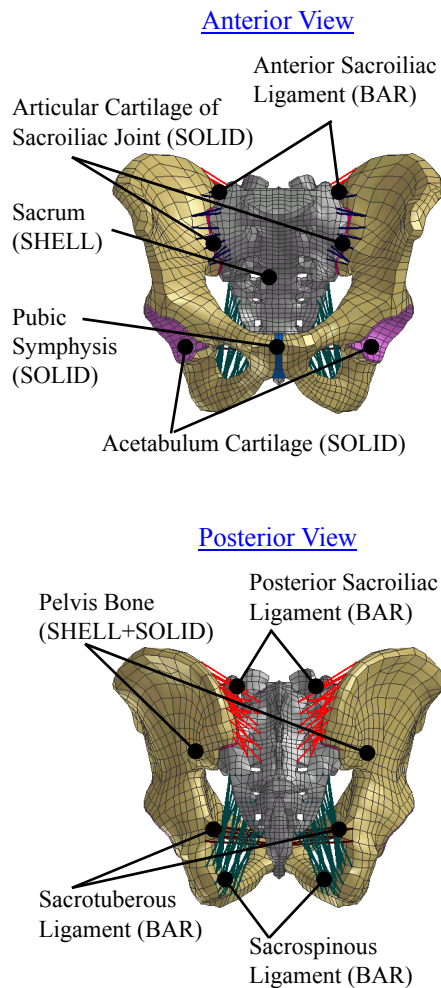 Anterior View
Anterior Sacroiliac
Ligament (BAR)
Articular Cartilage of
Sacroiliac Joint (SOLID)
Sacrum
(SHELL)
Pubic
Symphysis
(SOLID)
Acetabulum Cartilage (SOLID)
Posterior View
Posterior Sacroiliac
Ligament (BAR)
Pelvis Bone
(SHELL+SOLID)
Sacrotuberous
Ligament (BAR)
Sacrospinous
Ligament (BAR)